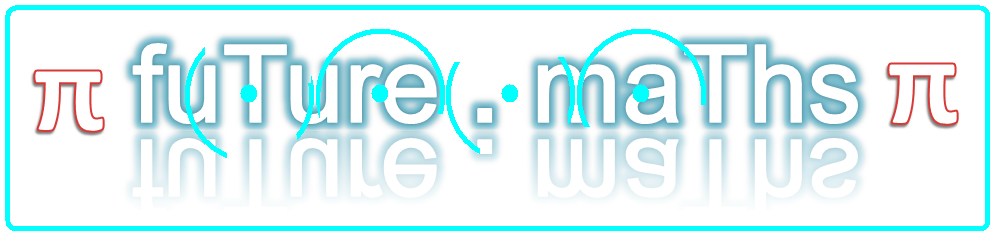 π fuTure . maThs π